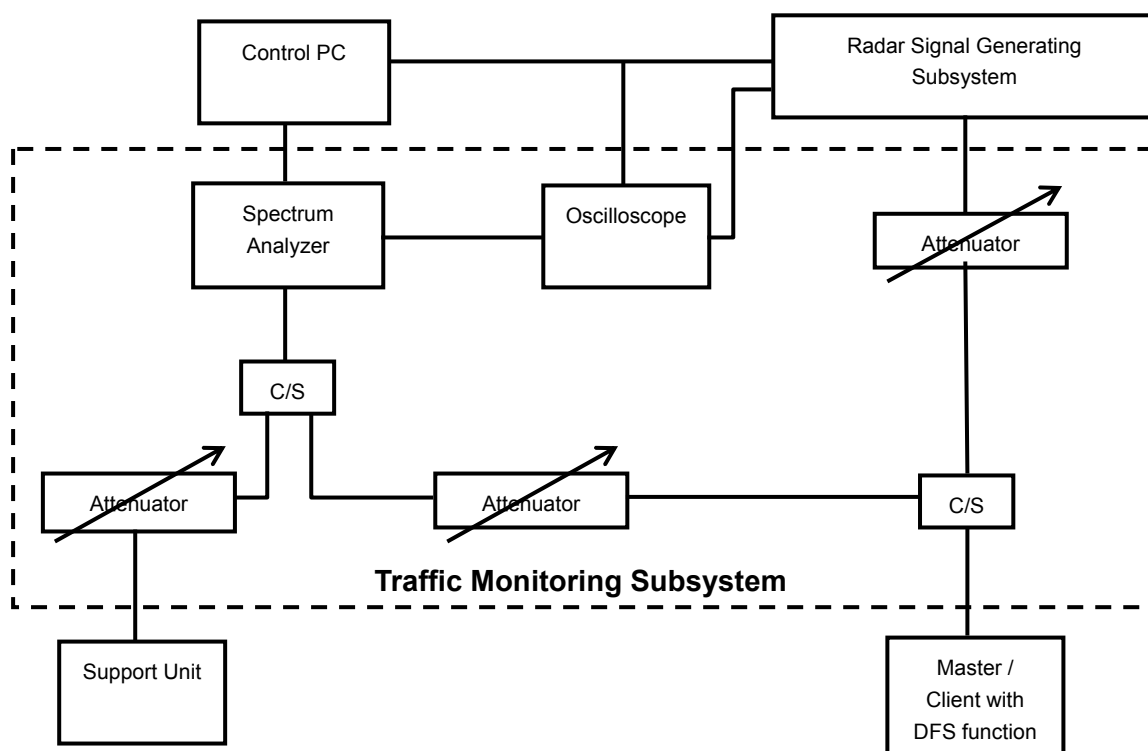 Control PC
Radar Signal Generating
Subsystem
Spectrum
Analyzer
Oscilloscope
Attenuator
C/S
Attenuator
Attenuator
C/S
Traffic Monitoring Subsystem
Support Unit
Master /
Client with
DFS function